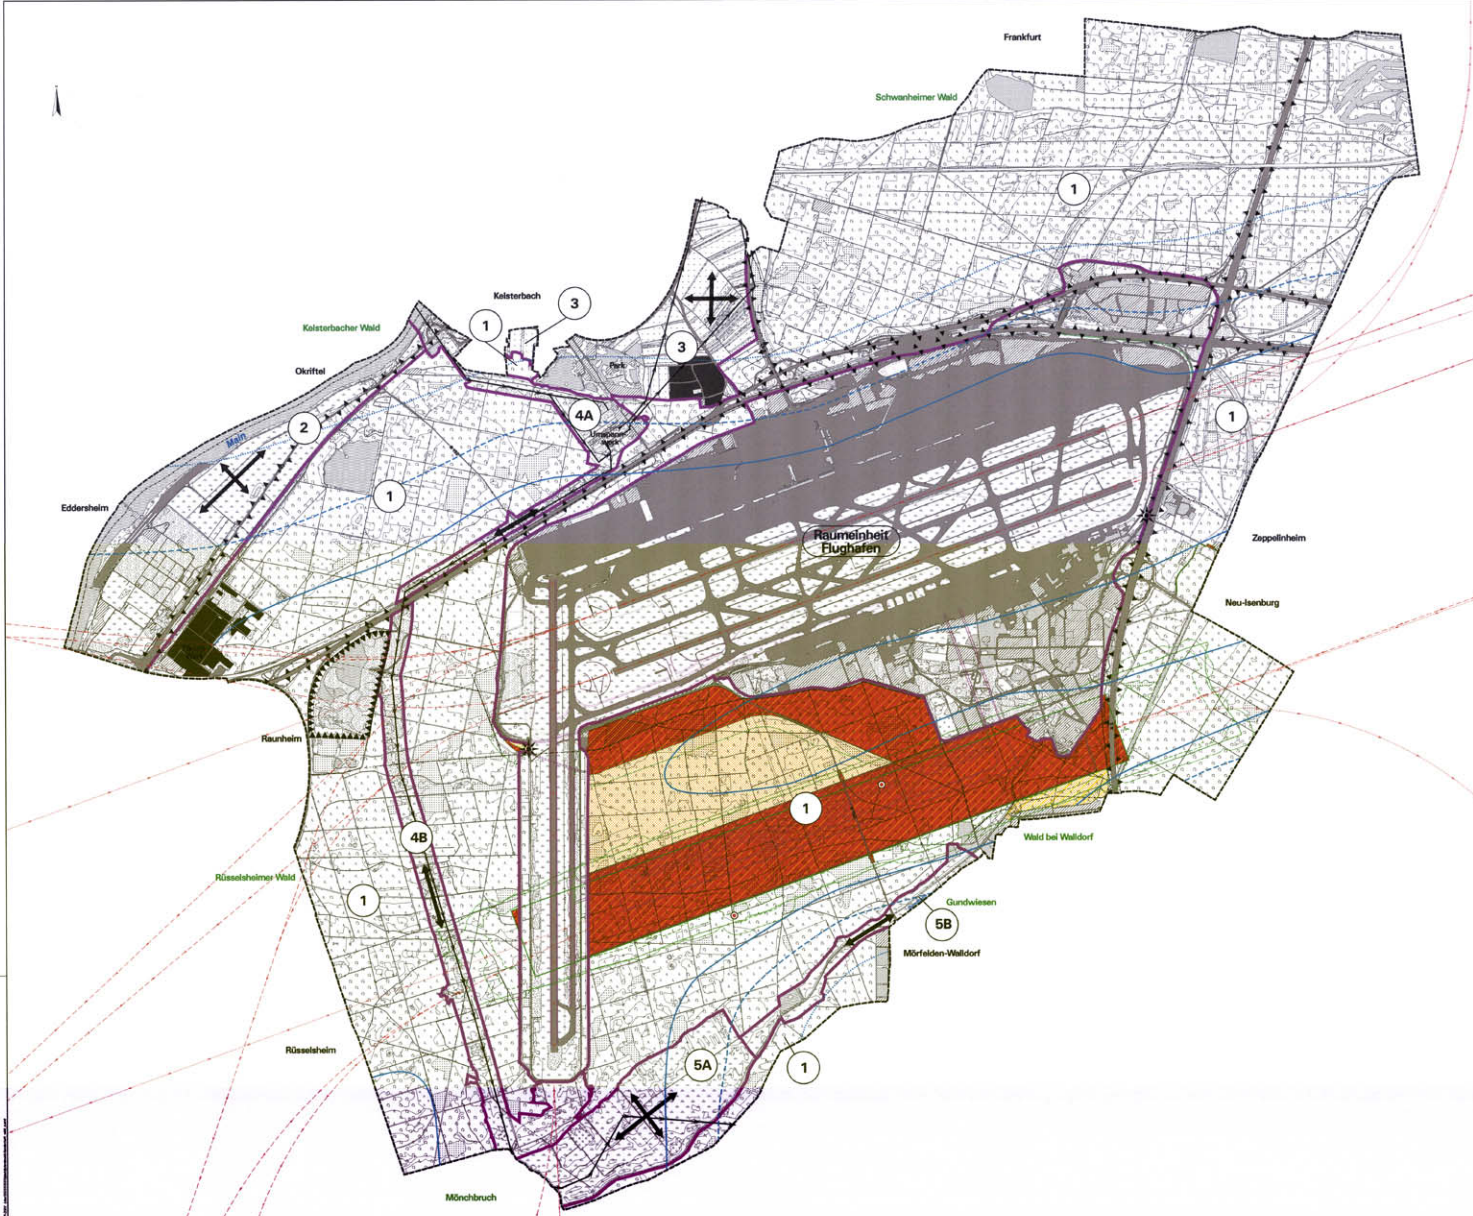 Frankfurt
Schwanheimer Wald
1
Kelsterbach
3
1
Kelsterbacher Wald
Okriftel
Park
3
4A
Umspann-
werk
2
Main
1
1
Eddersheim
Raumeinheit
Flughafen
Zeppelinheim
Neu-Isenburg
Raunheim
1
4B
Wald bei Walldorf
Rüsselsheimer Wald
1
Gundwiesen
5B
Mörfelden-Walldorf
Rüsselsheim
5A
1
Mönchbruch